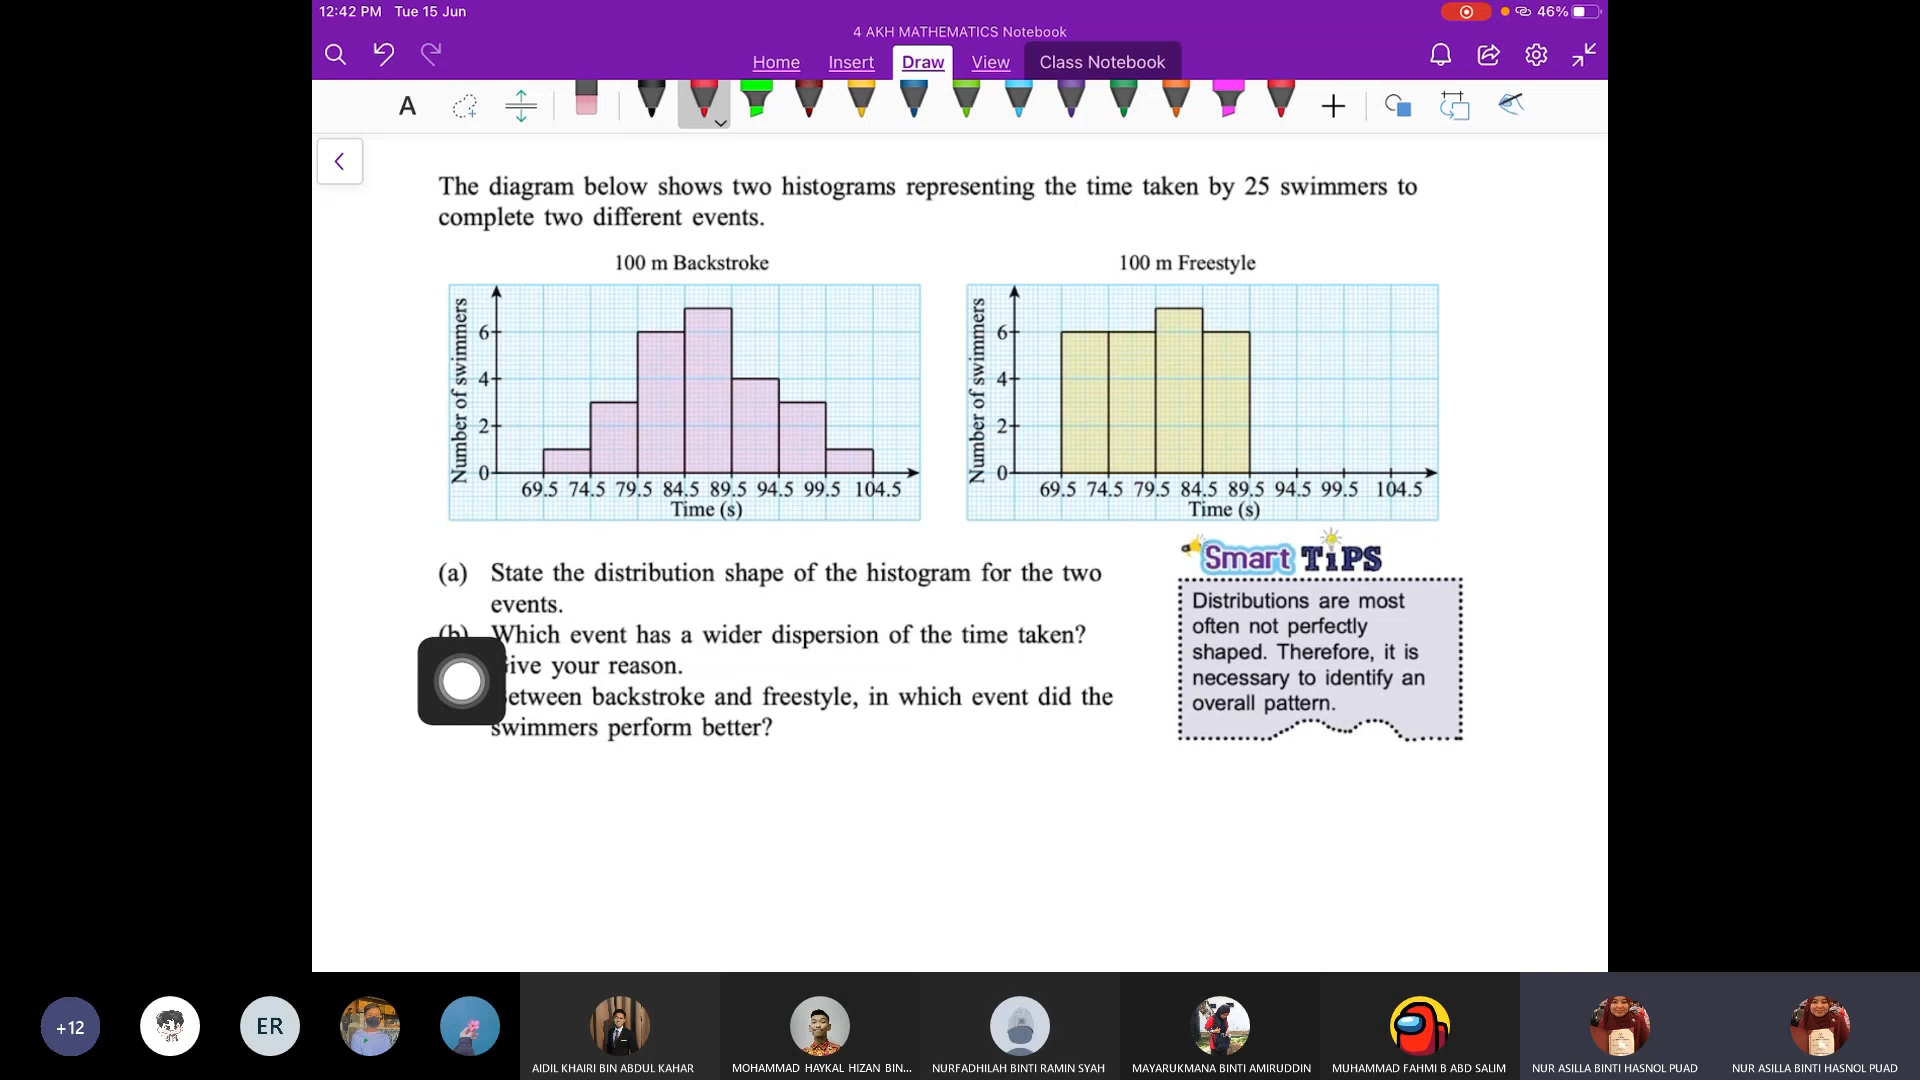 12:42 PM Tue 15 Jun
46%
4 AKH MATHEMATICS Notebook
Home Insert Draw View Class Notebook
A
The diagram below shows two histograms representing the time taken by 25 swimmers to
complete two different events.
100 m Backstroke
Number of swimmers
6
4
2
0
69.5 74.5 79.5 84.5 89.5 94.5 99.5 104.5
Time (s)
100 m Freestyle
Number of swimmers
6
4
2
0
69.5 74.5 79.5 84.5 89.5 94.5 99.5 104.5
Time (s)
(a) State the distribution shape of the histogram for the two
events.
(b) Which event has a wider dispersion of the time taken?
ive your reason.
etween backstroke and freestyle, in which event did the
swimmers perform better?
Smart TiPS
Distributions are most
often not perfectly
shaped. Therefore, it is
necessary to identify an
overall pattern.
+12
ER
AIDIL KHAIRI BIN ABDUL KAHAR
MOHAMMAD HAYKAL HIZAN BIN...
NURFADHILAH BINTI RAMIN SYAH
MAYARUKMANA BINTI AMIRUDDIN
MUHAMMAD FAHMI B ABD SALIM
NUR ASILLA BINTI HASNOL PUAD
NUR ASILLA BINTI HASNOL PUAD